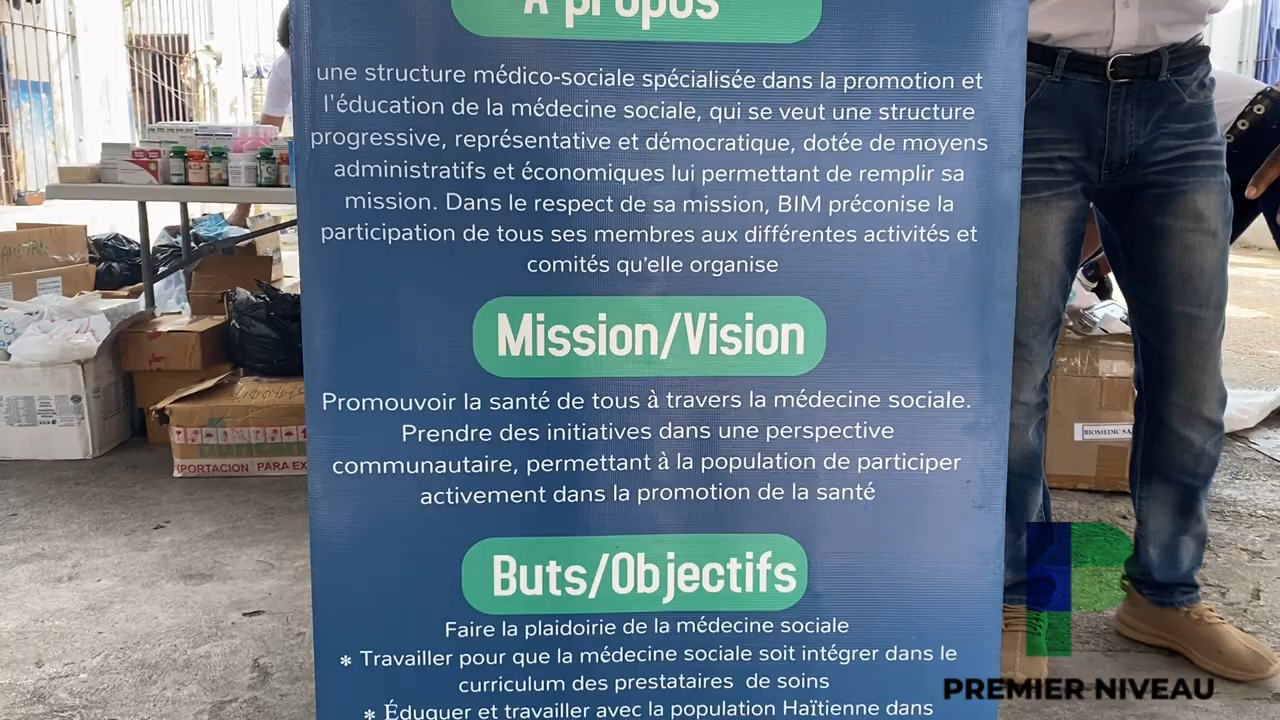 À propos
une structure médico-sociale spécialisée dans la promotion et
l'éducation de la médecine sociale, qui se veut une structure
progressive, représentative et démocratique, dotée de moyens
administratifs et économiques lui permettant de remplir sa
mission. Dans le respect de sa mission, BIM préconise la
participation de tous ses membres aux différentes activités et
comités qu'elle organise
Mission/Vision
Promouvoir la santé de tous à travers la médecine sociale.
Prendre des initiatives dans une perspective
communautaire, permettant à la population de participer
activement dans la promotion de la santé
Buts/Objectifs
Faire la plaidoirie de la médecine sociale
* Travailler pour que la médecine sociale soit intégrer dans le
curriculum des prestataires de soins
* Éduquer et travailler avec la population Haïtienne dans
PORTACION PARA EX
BIOMEDIC SA
PREMIER NIVEAU